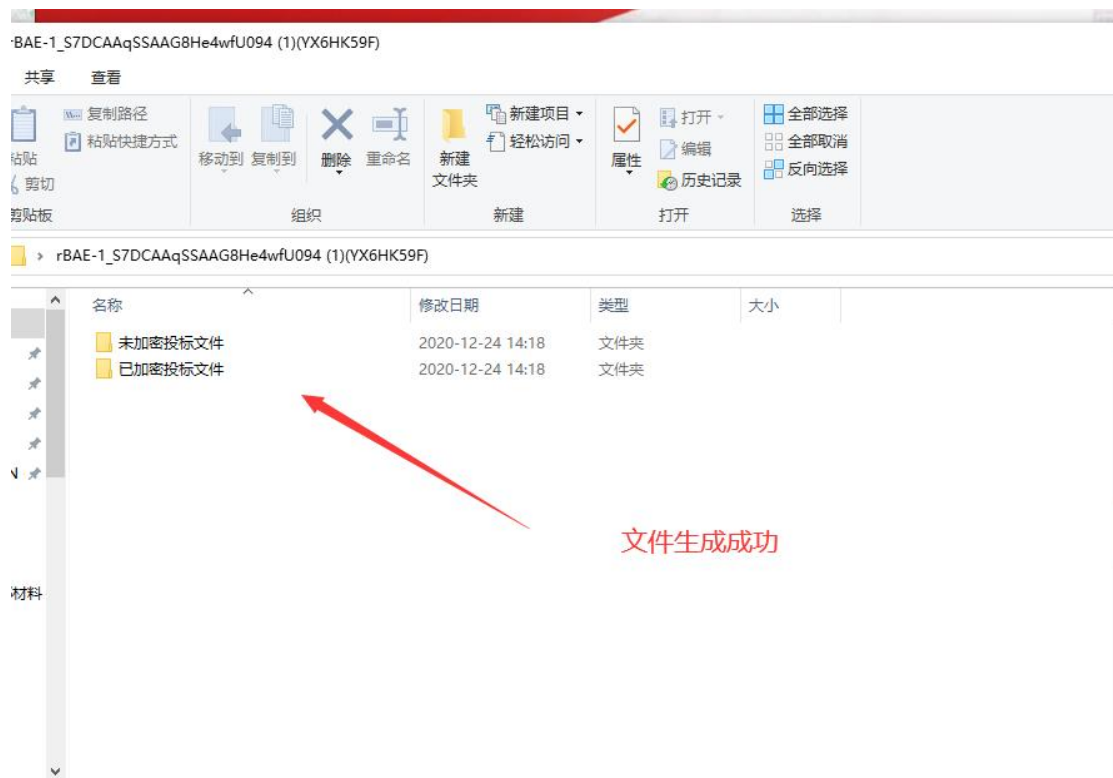 rBAE-1_S7DCAAqSSAAG8He4wfU094 (1)(YX6HK59F)
共享 查看
复制路径 新建项目 打开 全部选择
粘贴快捷方式 轻松访问 编辑 全部取消
粘贴 移动到 复制到 删除 重命名 新建 文件夹 属性 历史记录 反向选择
剪切
剪贴板 组织 新建 打开 选择
rBAE-1_S7DCAAqSSAAG8He4wfU094 (1)(YX6HK59F)
名称 修改日期 类型 大小
未加密投标文件 2020-12-24 14:18 文件夹
已加密投标文件 2020-12-24 14:18 文件夹
文件生成成功
材料